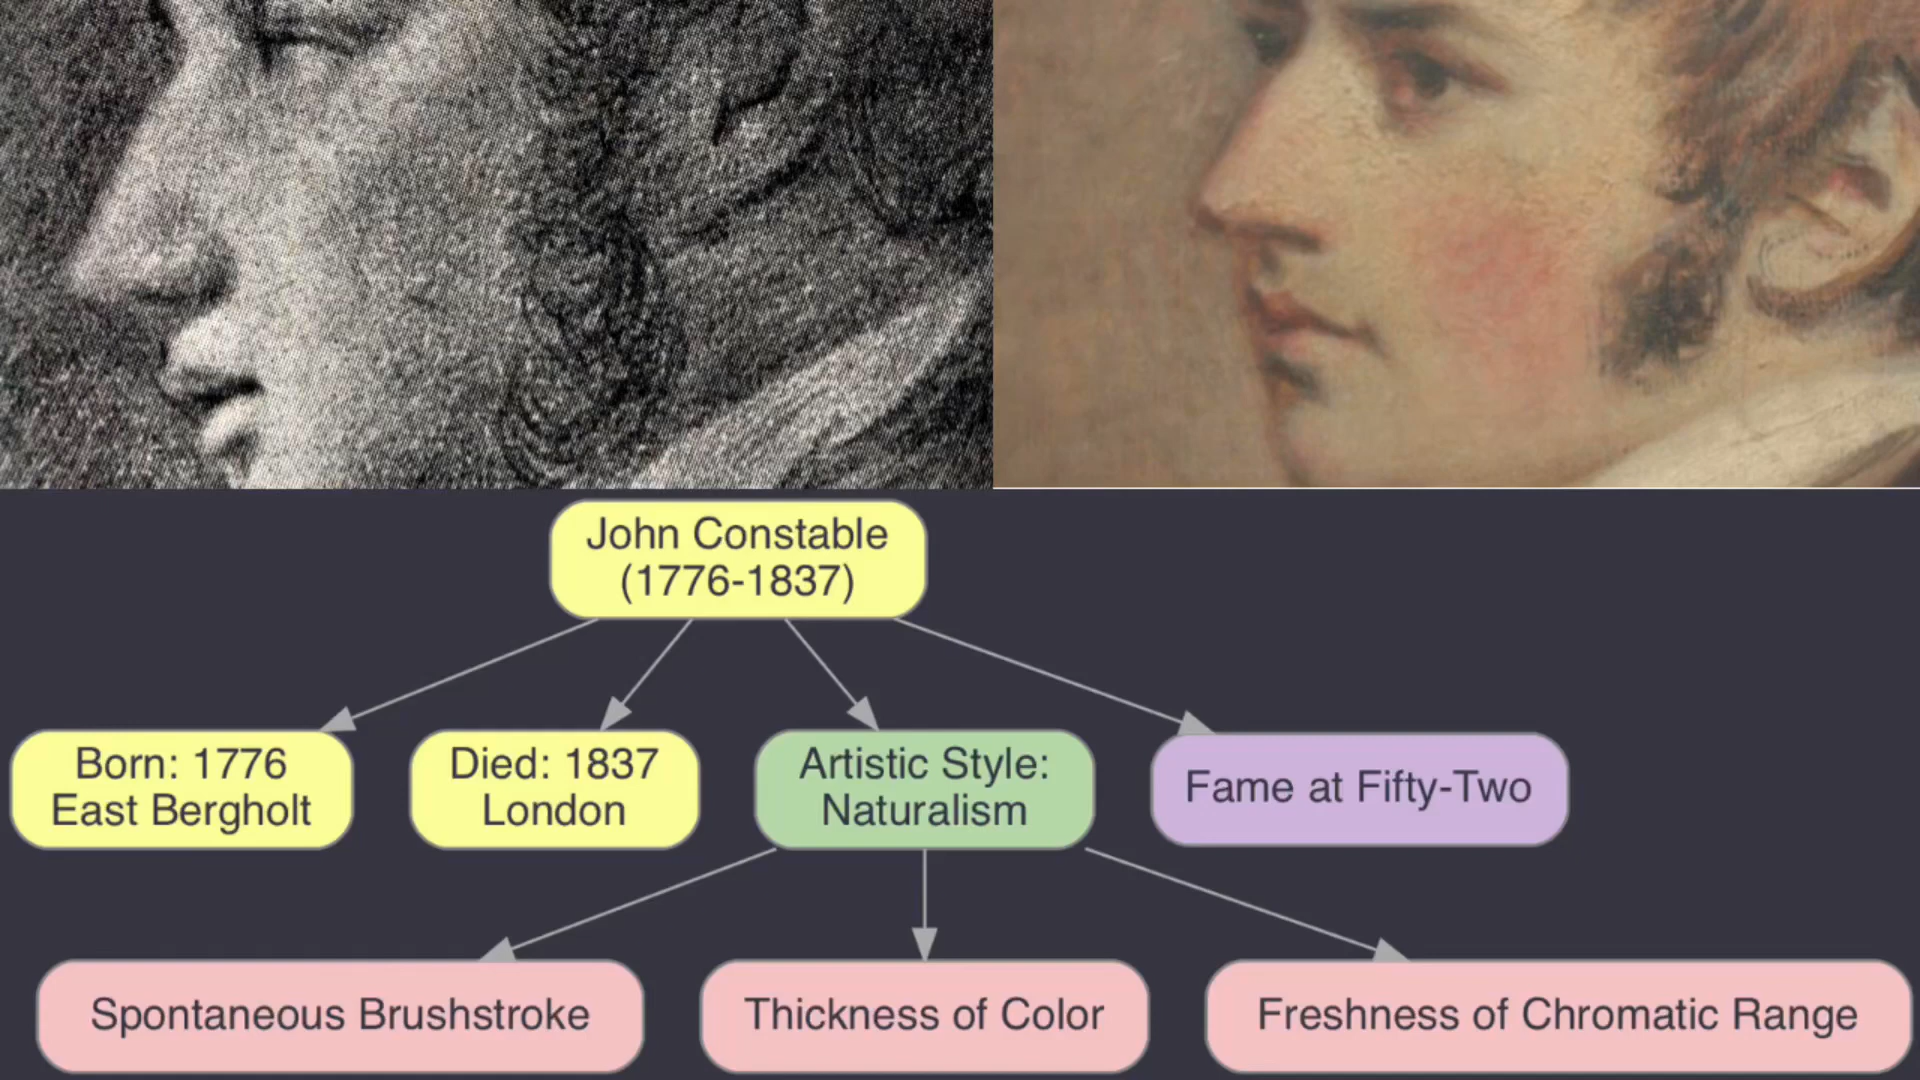 John Constable
(1776-1837)
Born: 1776
East Bergholt
Died: 1837
London
Artistic Style:
Naturalism
Fame at Fifty-Two
Spontaneous Brushstroke
Thickness of Color
Freshness of Chromatic Range